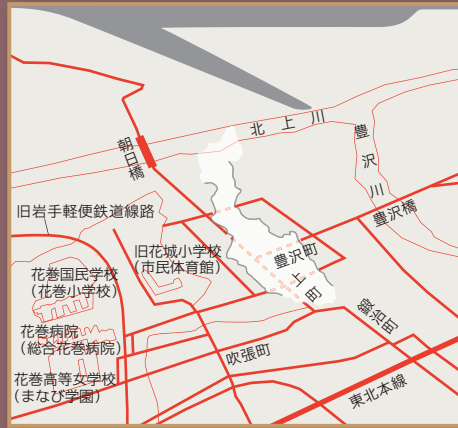 北上川
朝日橋
豊沢川
豊沢橋
旧岩手軽便鉄道線路
旧花城小学校
（市民体育館）
豊沢町
上町
花巻国民学校
（花巻小学校）
鍛治町
花巻病院
（総合花巻病院）
吹張町
花巻高等女学校
（まなび学園）
東北本線